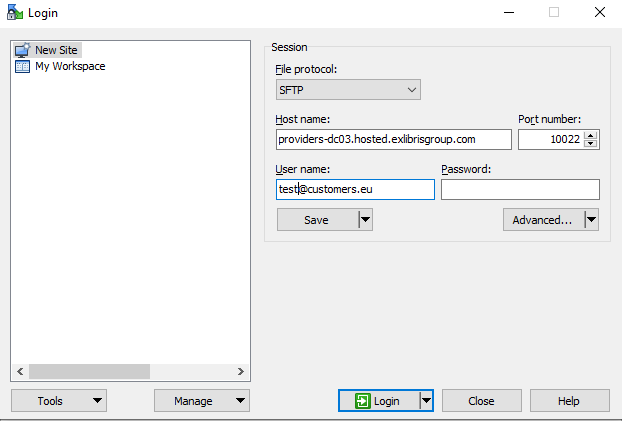 Login
New Site
My Workspace
Session
File protocol:
SFTP
Host name:
Port number:
providers-dc03.hosted.exlibrisgroup.com
10022
User name:
Password:
test@customers.eu
Save
Advanced...
Tools
Manage
Login
Close
Help